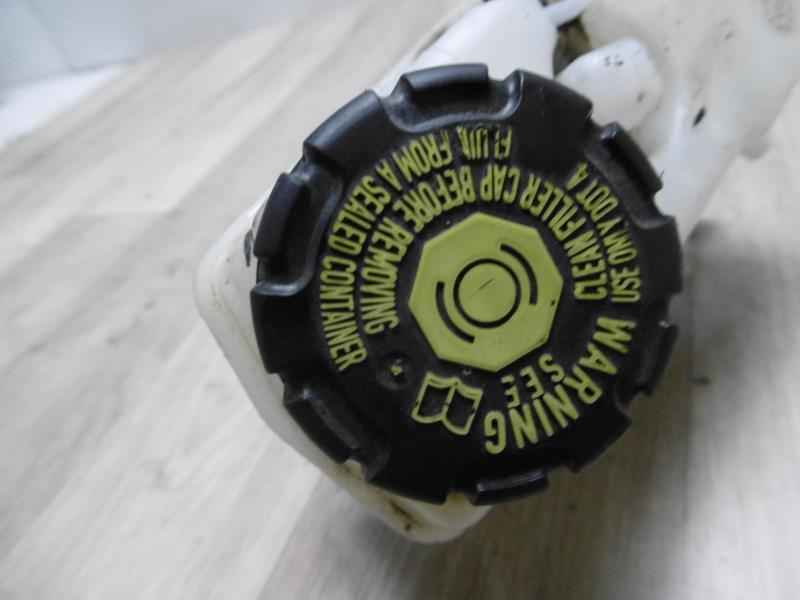 WARNING
SEE
CLEAN FILLER CAP BEFORE REMOVING
USE ONLY DOT 4 FLUID FROM A SEALED CONTAINER